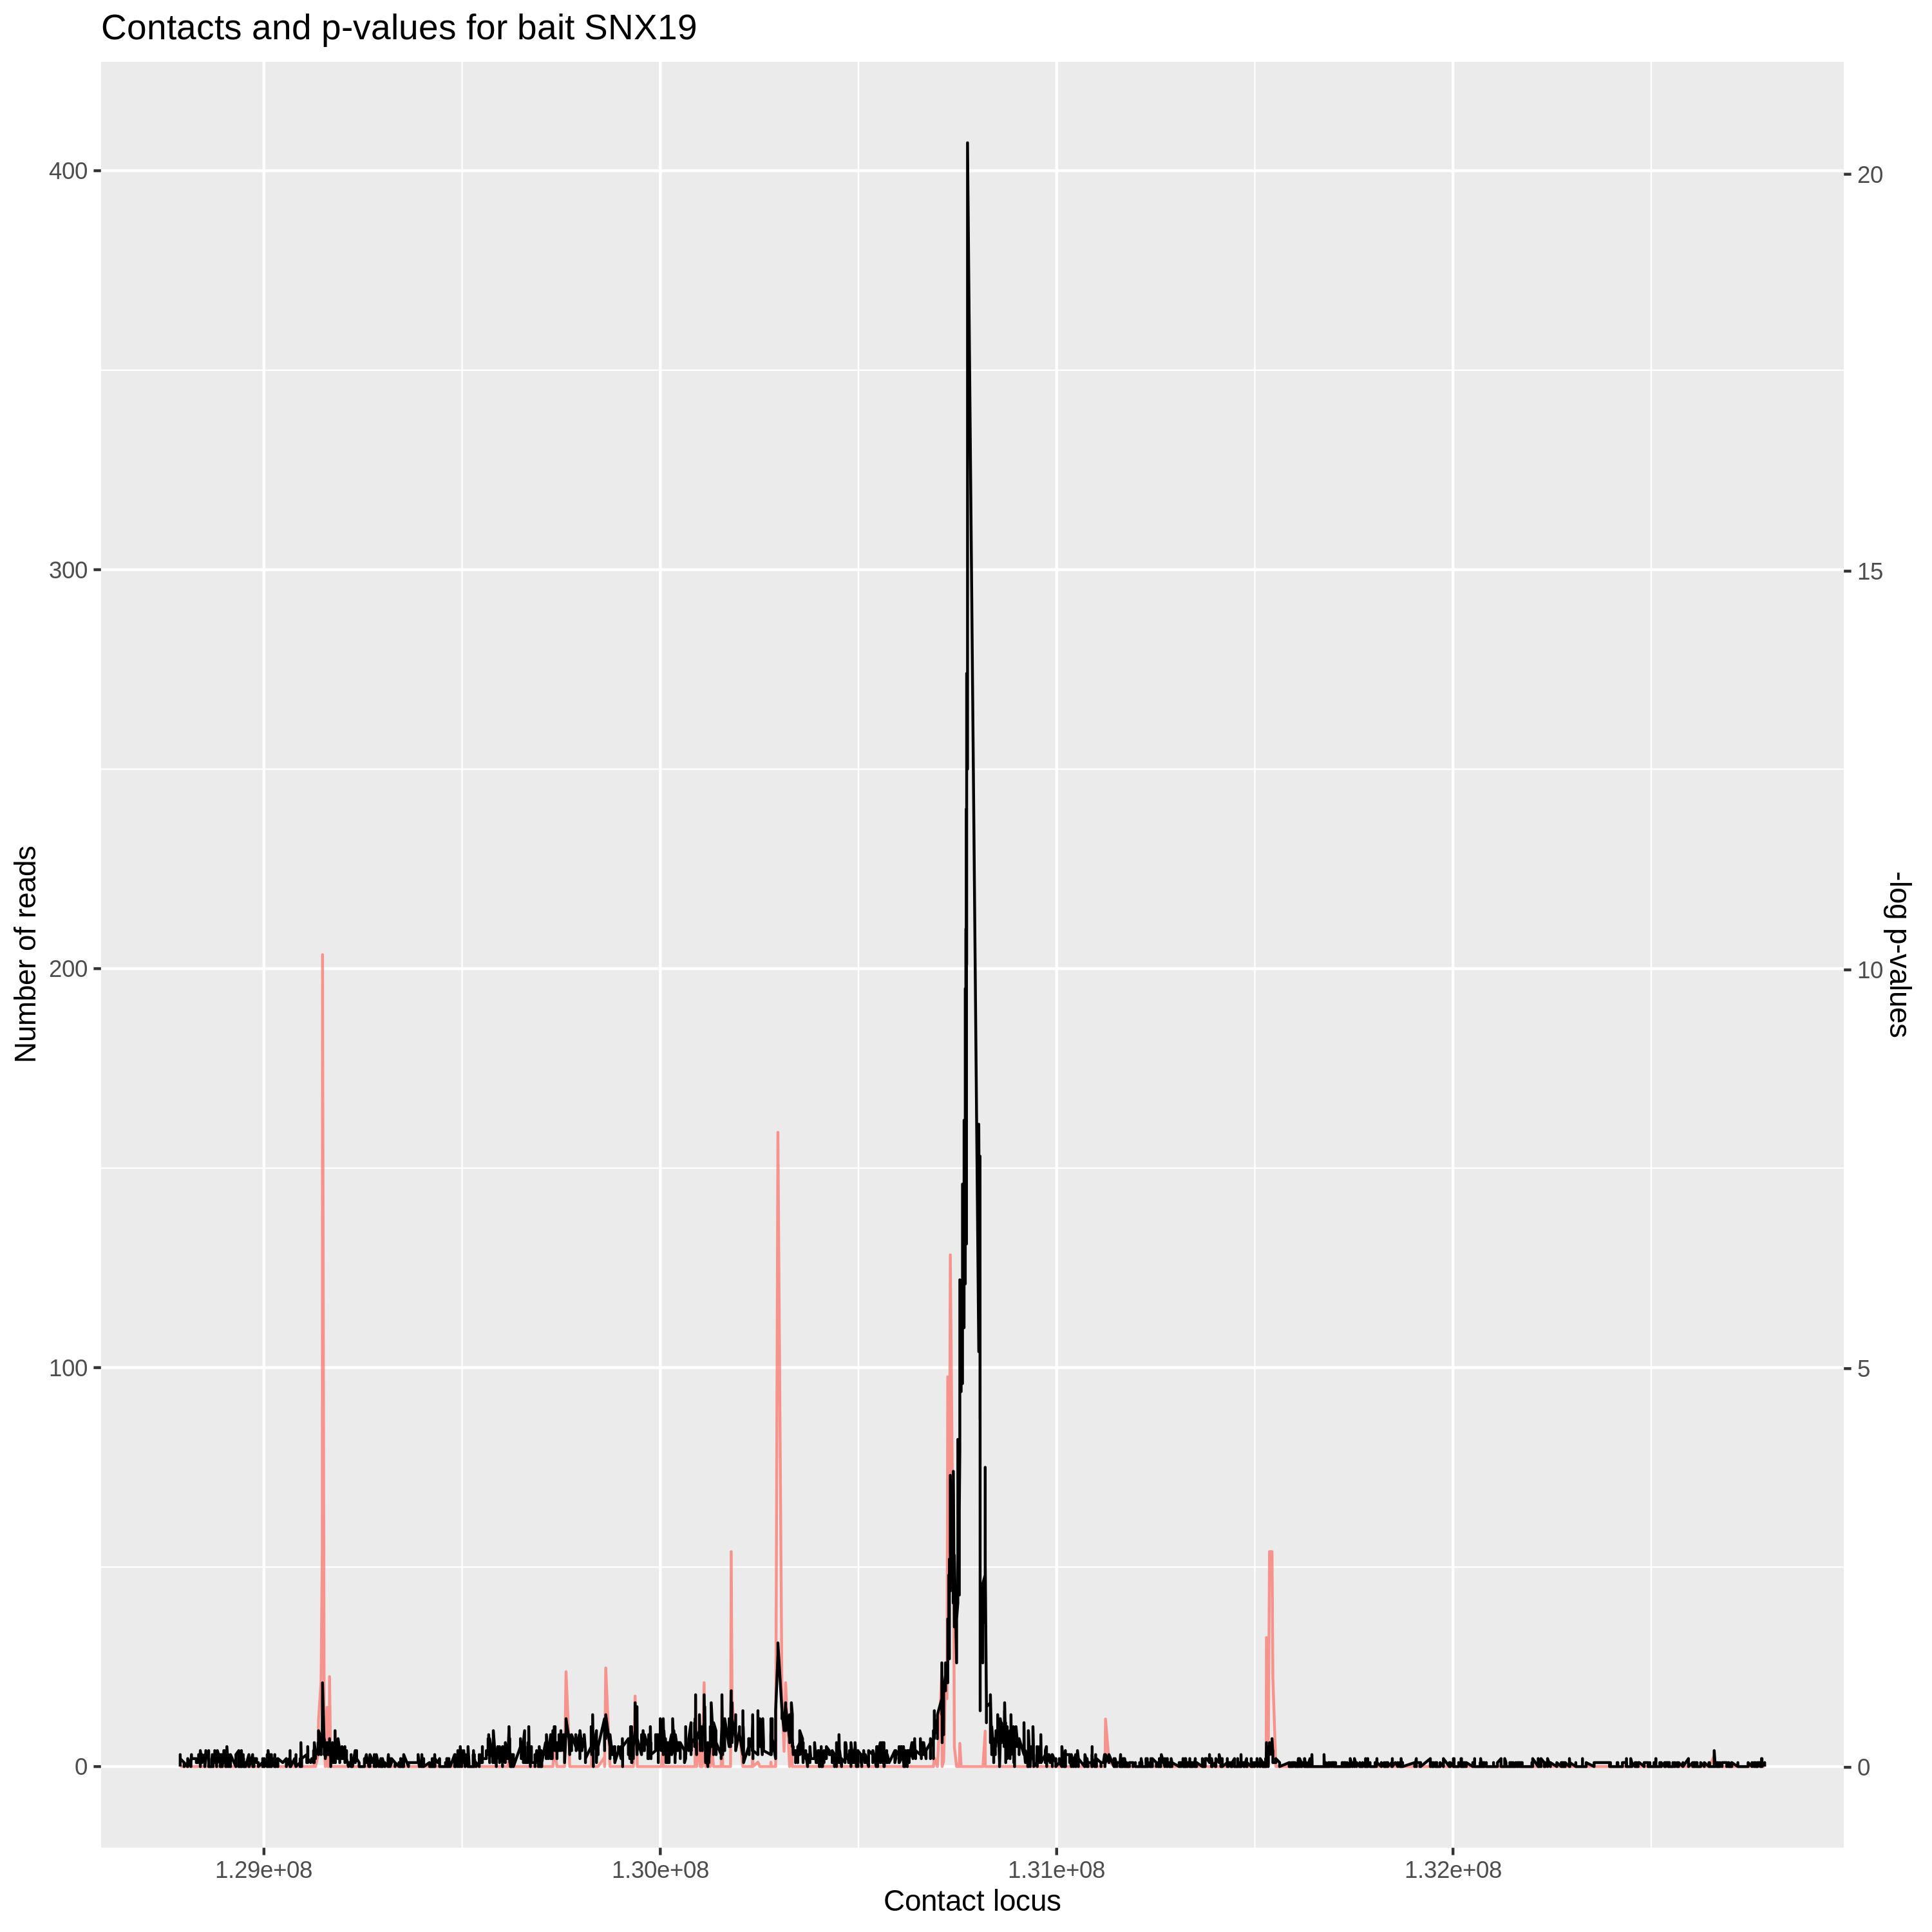 Contacts and p-values for bait SNX19
400
300
200
100
0
Number of reads
20
15
10
5
0
-log p-values
1.29e+08
1.30e+08
1.31e+08
1.32e+08
Contact locus